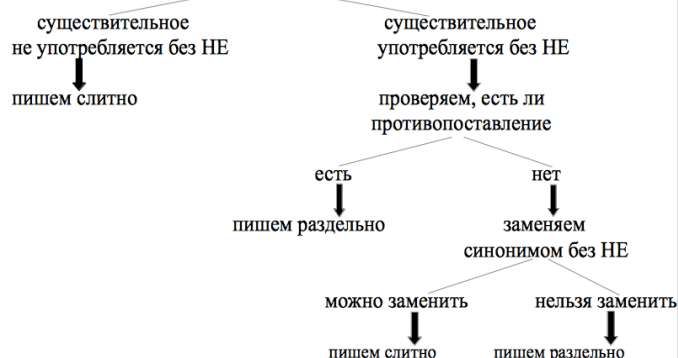 существительное
не употребляется без НЕ
пишем слитно
существительное
употребляется без НЕ
проверяем, есть ли
противопоставление
есть
пишем раздельно
нет
заменяем
синонимом без НЕ
можно заменить
пишем слитно
нельзя заменить
пишем раздельно